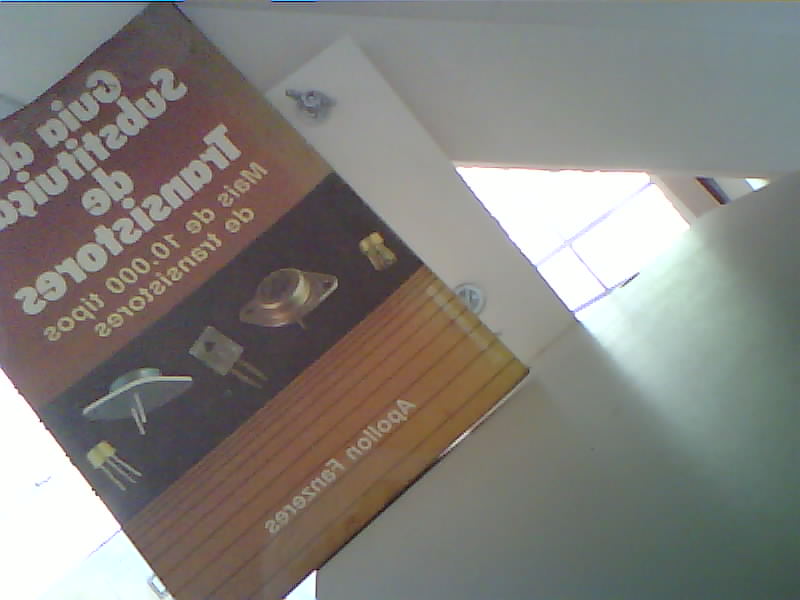 Guia de
Substituição
de
Transistores
Mais de 10.000 tipos
de transistores
Apollon Fanzeres